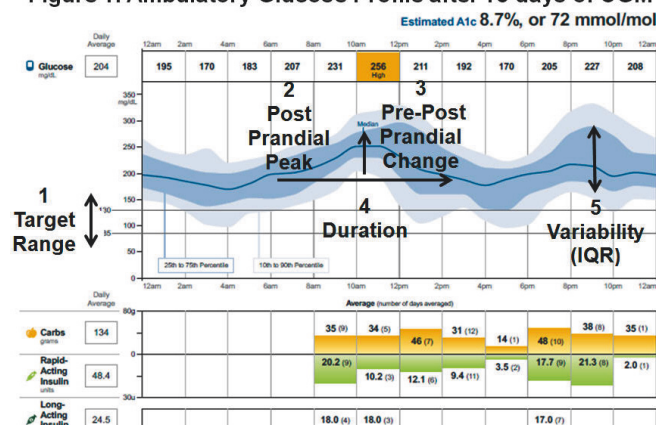 Figure 1. Ambulatory Glucose Profile after 10 days of CGM
Estimated A1c 8.7%, or 72 mmol/mol
Daily Average
12am 2am 4am 6am 8am 10am 12pm 2pm 4pm 6pm 8pm 10pm 12am
Glucose mg/dL 204 195 170 183 207 231 256 High 211 192 170 205 227 208
350 mg/dL
300
250
200
150
100
50
0
Median
1 Target Range
2 Post Prandial Peak
3 Pre-Post Prandial Change
4 Duration
5 Variability (IQR)
25th to 75th Percentile
10th to 90th Percentile
12am 2am 4am 6am 8am 10am 12pm 2pm 4pm 6pm 8pm 10pm 12am
Daily Average
Average (number of days averaged)
80g
Carbs grams 134 35 (9) 34 (5) 46 (7) 31 (12) 14 (1) 48 (10) 38 (8) 35 (1)
0
Rapid-Acting Insulin units 48.4 20.2 (9) 10.2 (3) 12.1 (6) 9.4 (11) 3.5 (2) 17.7 (9) 21.3 (8) 2.0 (1)
30u
Long-Acting Insulin 24.5 18.0 (4) 18.0 (3) 17.0 (7)